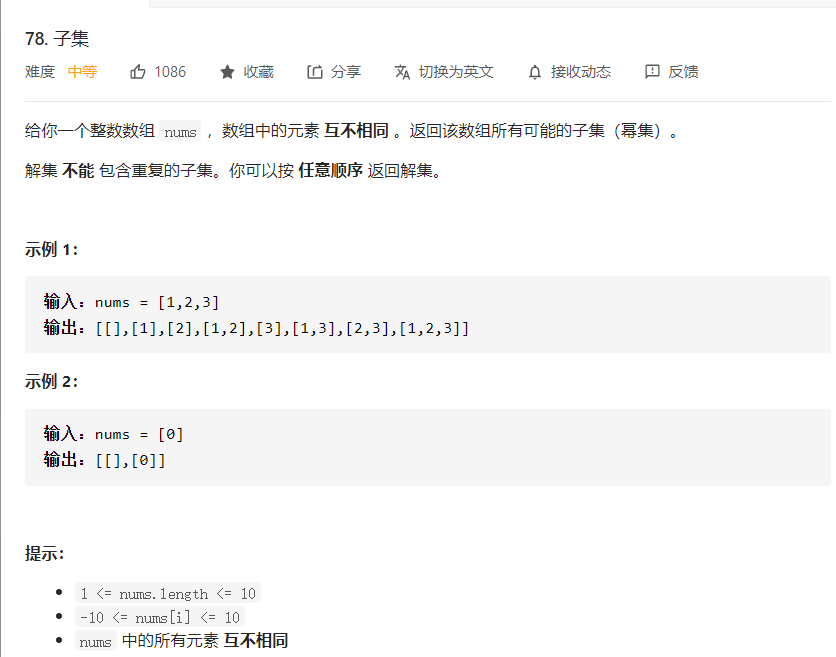 78. 子集
难度 中等 1086 收藏 分享 切换为英文 接收动态 反馈
给你一个整数数组 nums ，数组中的元素 互不相同 。返回该数组所有可能的子集（幂集）。
解集 不能 包含重复的子集。你可以按 任意顺序 返回解集。
示例 1：
输入：nums = [1,2,3]
输出：[[],[1],[2],[1,2],[3],[1,3],[2,3],[1,2,3]]
示例 2：
输入：nums = [0]
输出：[[],[0]]
提示：
1 <= nums.length <= 10
-10 <= nums[i] <= 10
nums 中的所有元素 互不相同